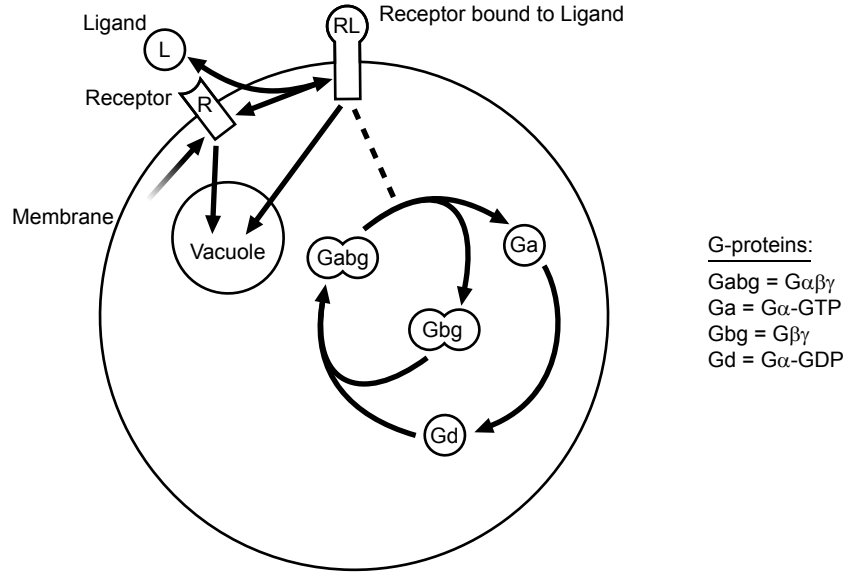 Receptor bound to Ligand
Ligand
RL
L
Receptor
R
Membrane
Vacuole
Gabg
Ga
Gbg
Gd
G-proteins:
Gabg = Gαβγ
Ga = Gα-GTP
Gbg = Gβγ
Gd = Gα-GDP